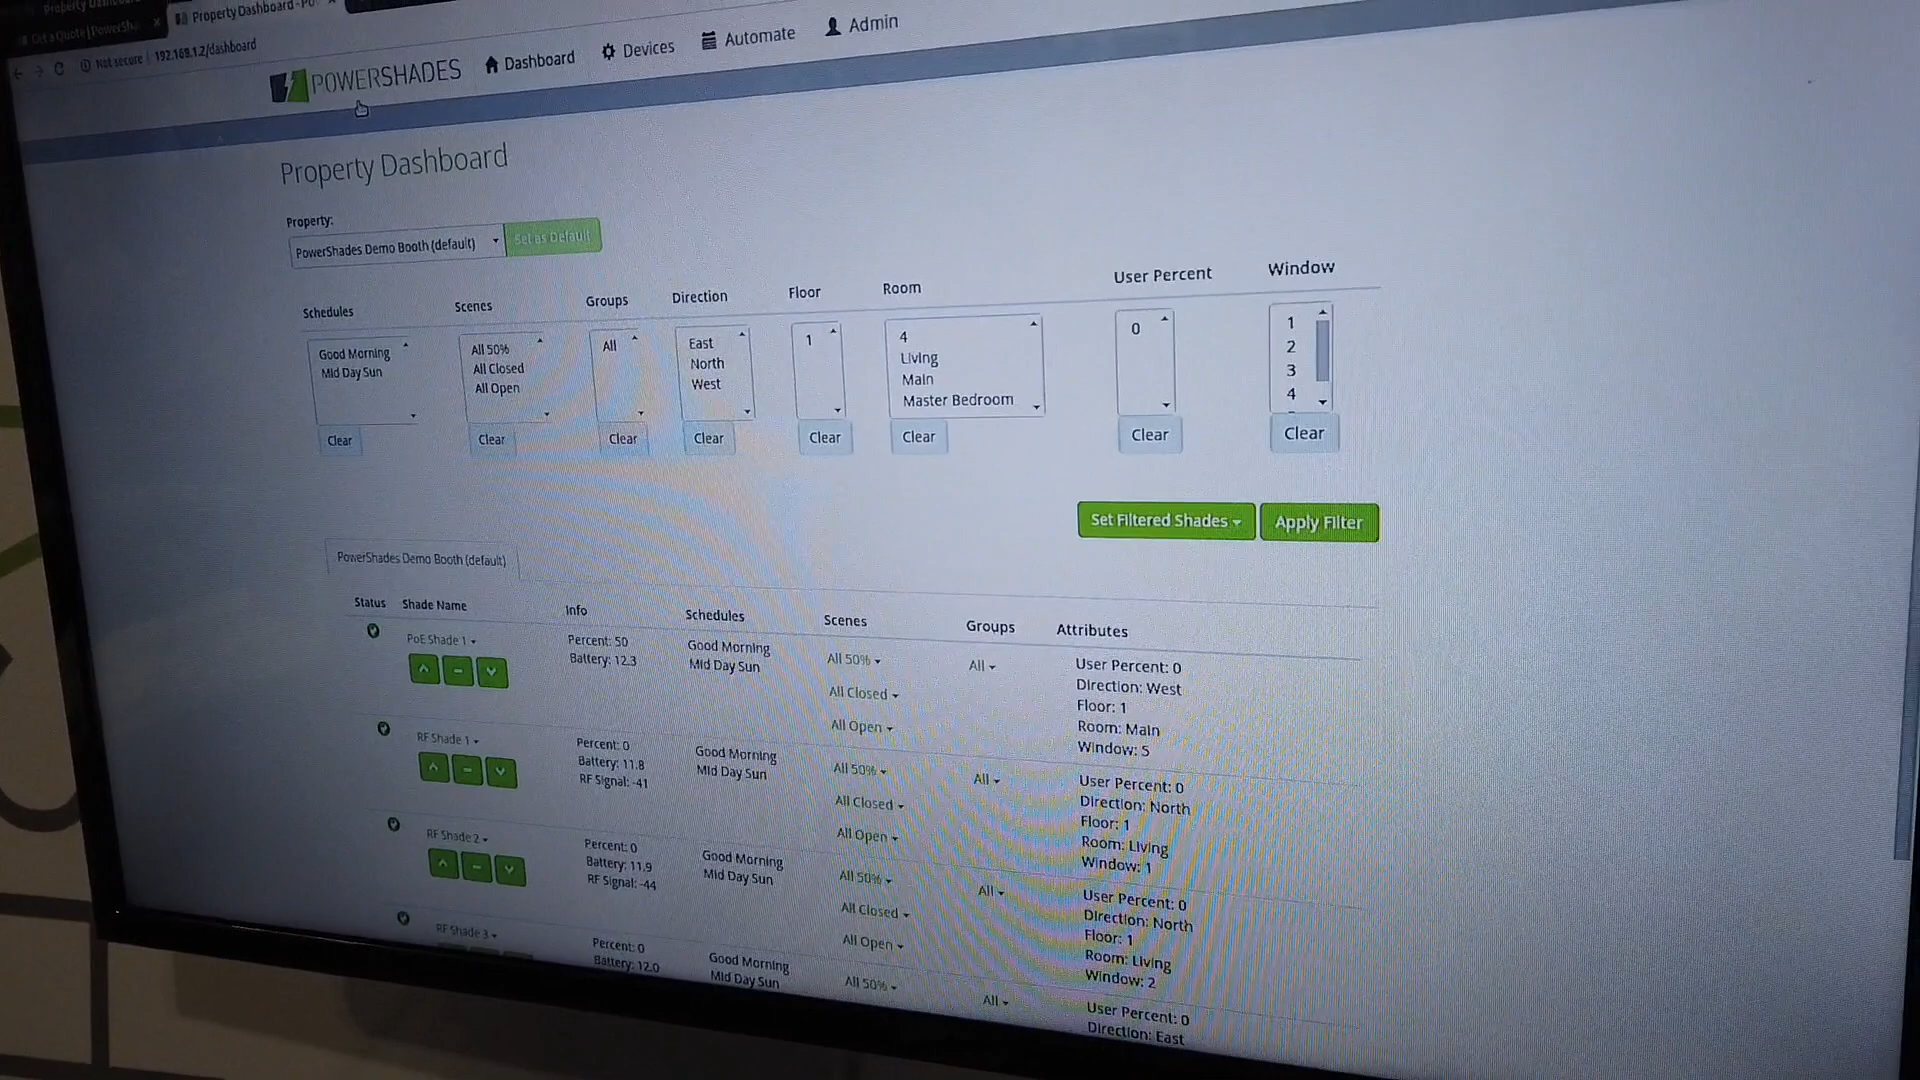 Get a Quote | PowerSha
Property Dashboard - Po
Not secure | 192.168.1.2/dashboard
POWERSHADES
Dashboard
Devices
Automate
Admin
Property Dashboard
Property:
PowerShades Demo Booth (default)
Set as Default
Schedules
Scenes
Groups
Direction
Floor
Room
User Percent
Window
Good Morning
Mid Day Sun
Clear
All 50%
All Closed
All Open
Clear
All
Clear
East
North
West
Clear
1
Clear
4
Living
Main
Master Bedroom
Clear
0
Clear
1
2
3
4
Clear
Set Filtered Shades
Apply Filter
PowerShades Demo Booth (default)
Status
Shade Name
Info
Schedules
Scenes
Groups
Attributes
PoE Shade 1
Percent: 50
Battery: 12.3
Good Morning
Mid Day Sun
All 50%
All Closed
All Open
All
User Percent: 0
Direction: West
Floor: 1
Room: Main
Window: 5
RF Shade 1
Percent: 0
Battery: 11.8
RF Signal: -41
Good Morning
Mid Day Sun
All 50%
All Closed
All Open
All
User Percent: 0
Direction: North
Floor: 1
Room: Living
Window: 1
RF Shade 2
Percent: 0
Battery: 11.9
RF Signal: -44
Good Morning
Mid Day Sun
All 50%
All Closed
All Open
All
User Percent: 0
Direction: North
Floor: 1
Room: Living
Window: 2
RF Shade 3
Percent: 0
Battery: 12.0
Good Morning
Mid Day Sun
All 50%
All
User Percent: 0
Direction: East